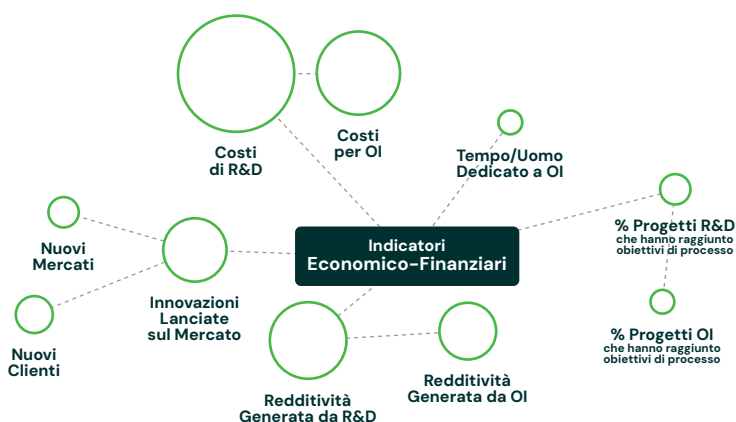 Costi
di R&D
Costi
per OI
Tempo/Uomo
Dedicato a OI
% Progetti R&D
che hanno raggiunto
obiettivi di processo
Nuovi
Mercati
Indicatori
Economico-Finanziari
Innovazioni
Lanciate
sul Mercato
% Progetti OI
che hanno raggiunto
obiettivi di processo
Nuovi
Clienti
Redditività
Generata da OI
Redditività
Generata da R&D